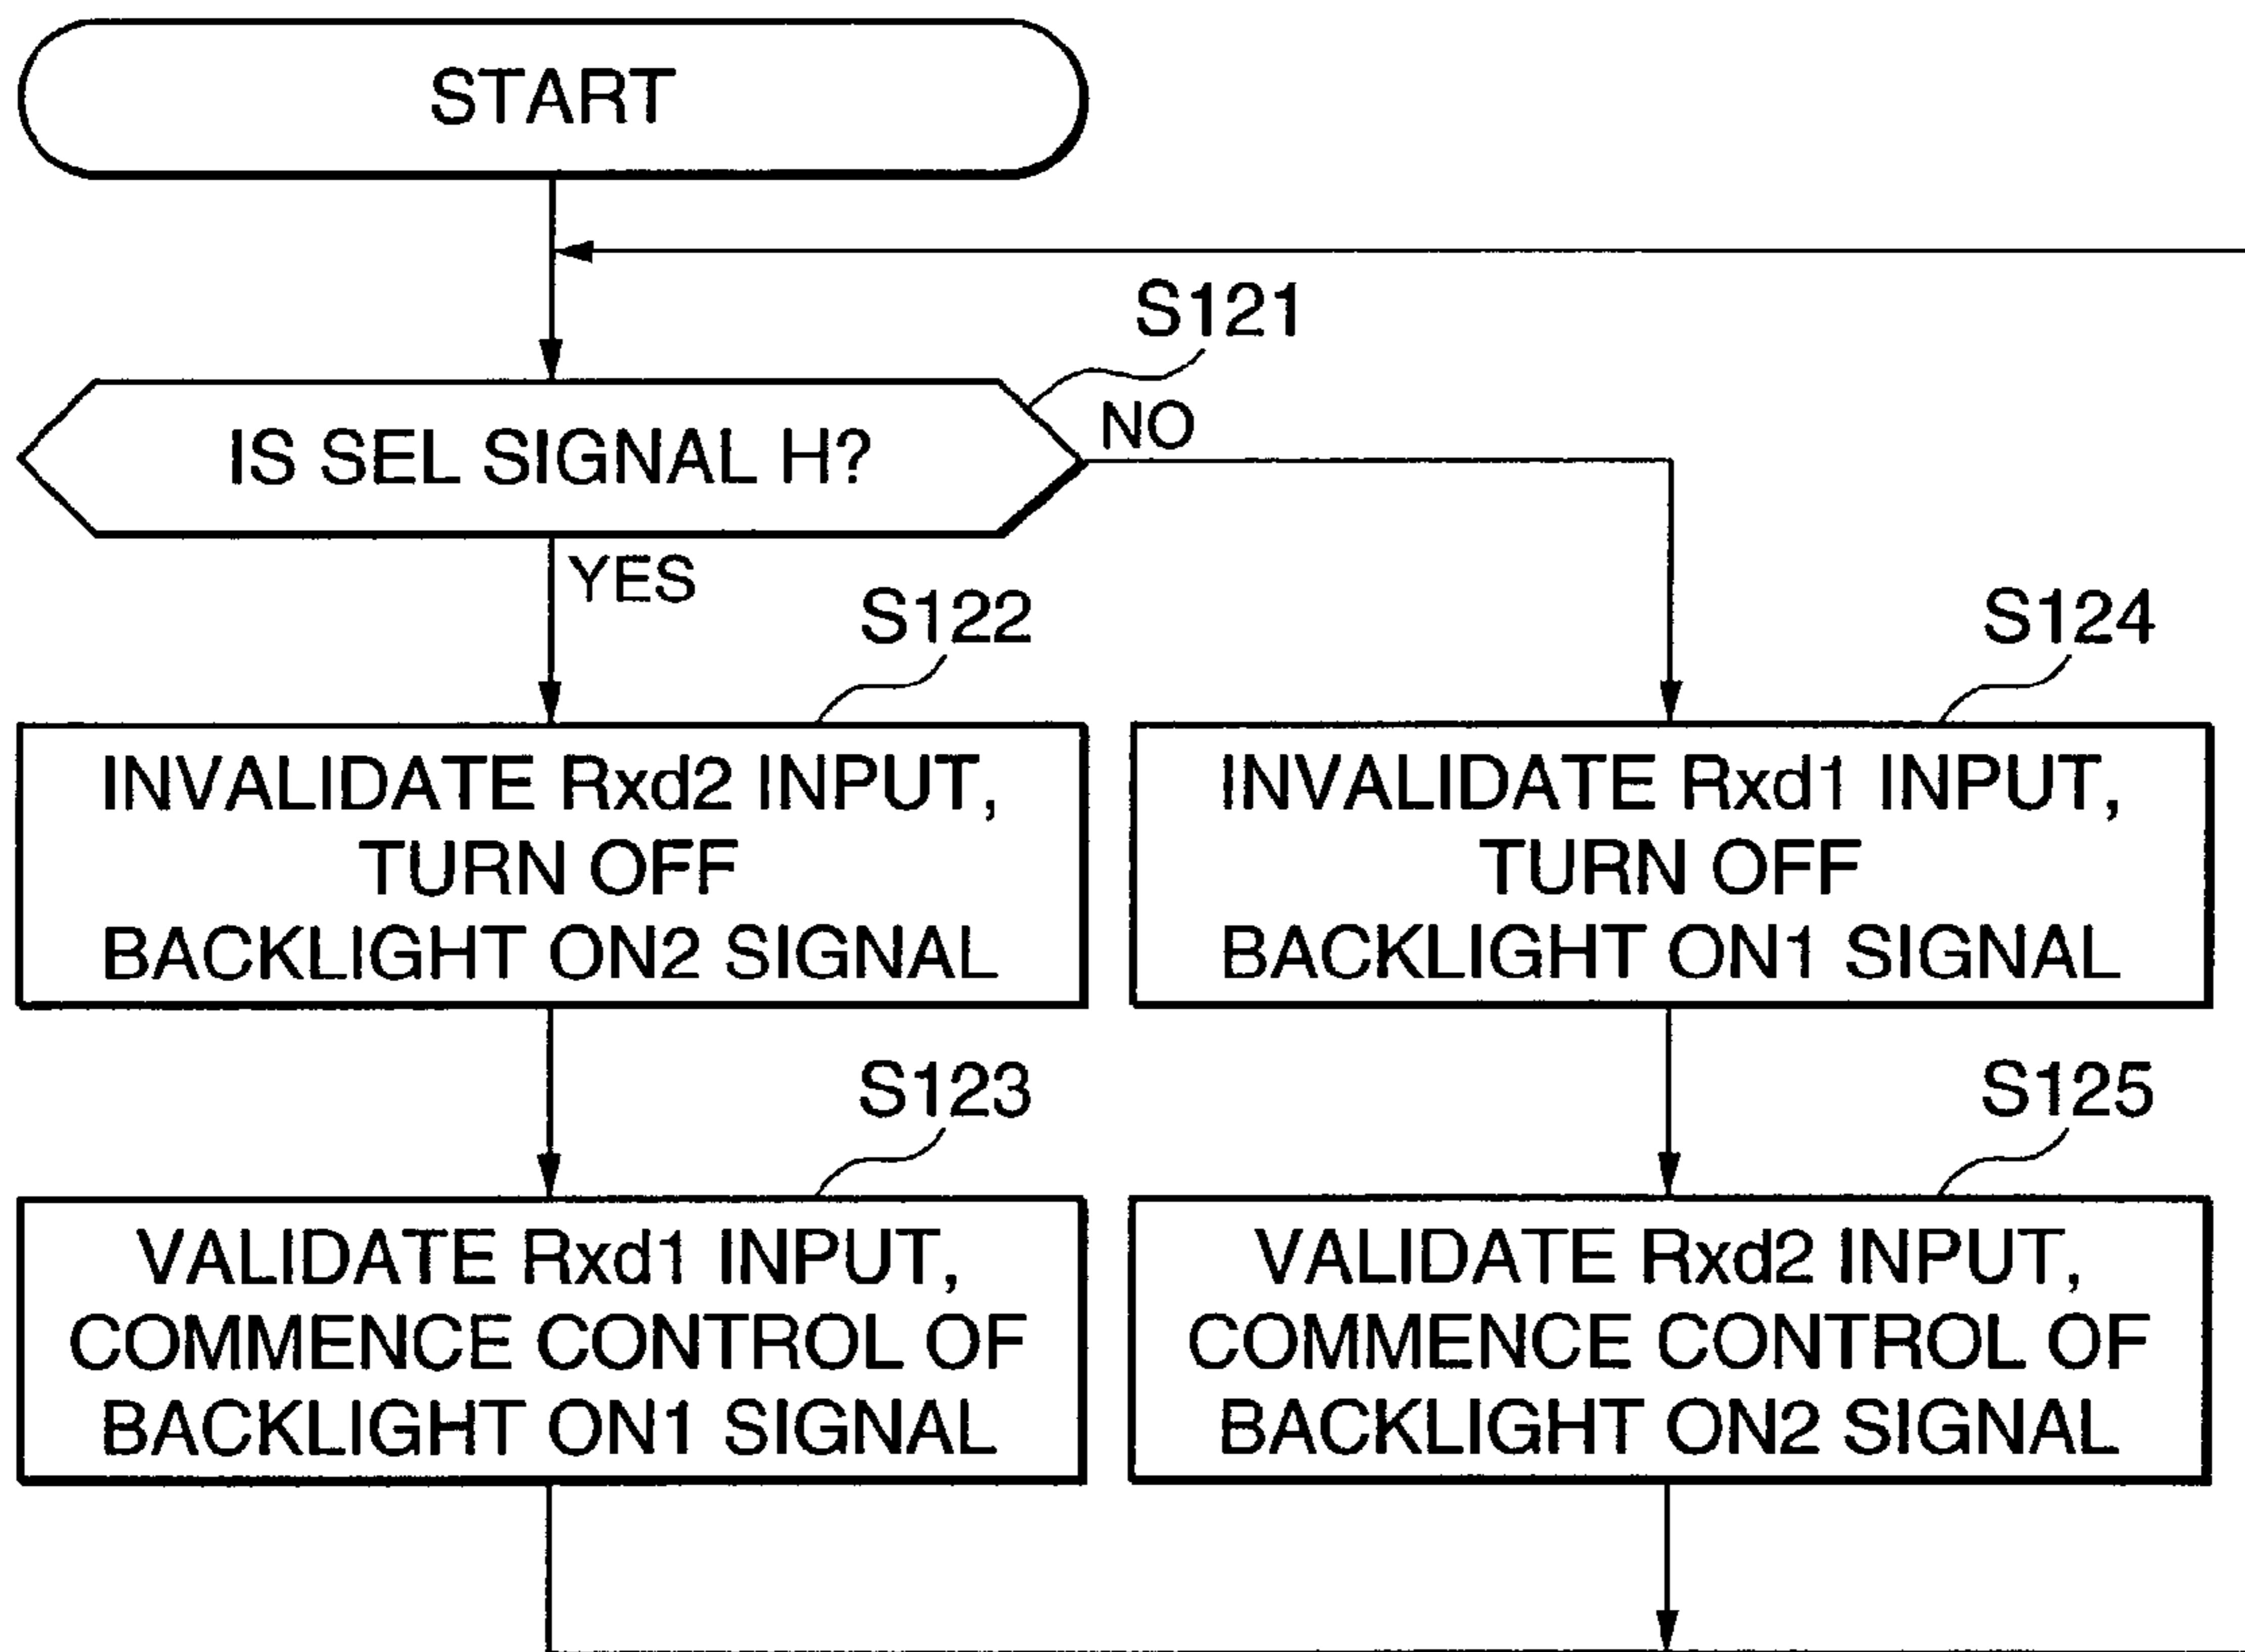 START
S121
IS SEL SIGNAL H?
NO
YES
S122
INVALIDATE Rxd2 INPUT,
TURN OFF
BACKLIGHT ON2 SIGNAL
S124
INVALIDATE Rxd1 INPUT,
TURN OFF
BACKLIGHT ON1 SIGNAL
S123
VALIDATE Rxd1 INPUT,
COMMENCE CONTROL OF
BACKLIGHT ON1 SIGNAL
S125
VALIDATE Rxd2 INPUT,
COMMENCE CONTROL OF
BACKLIGHT ON2 SIGNAL